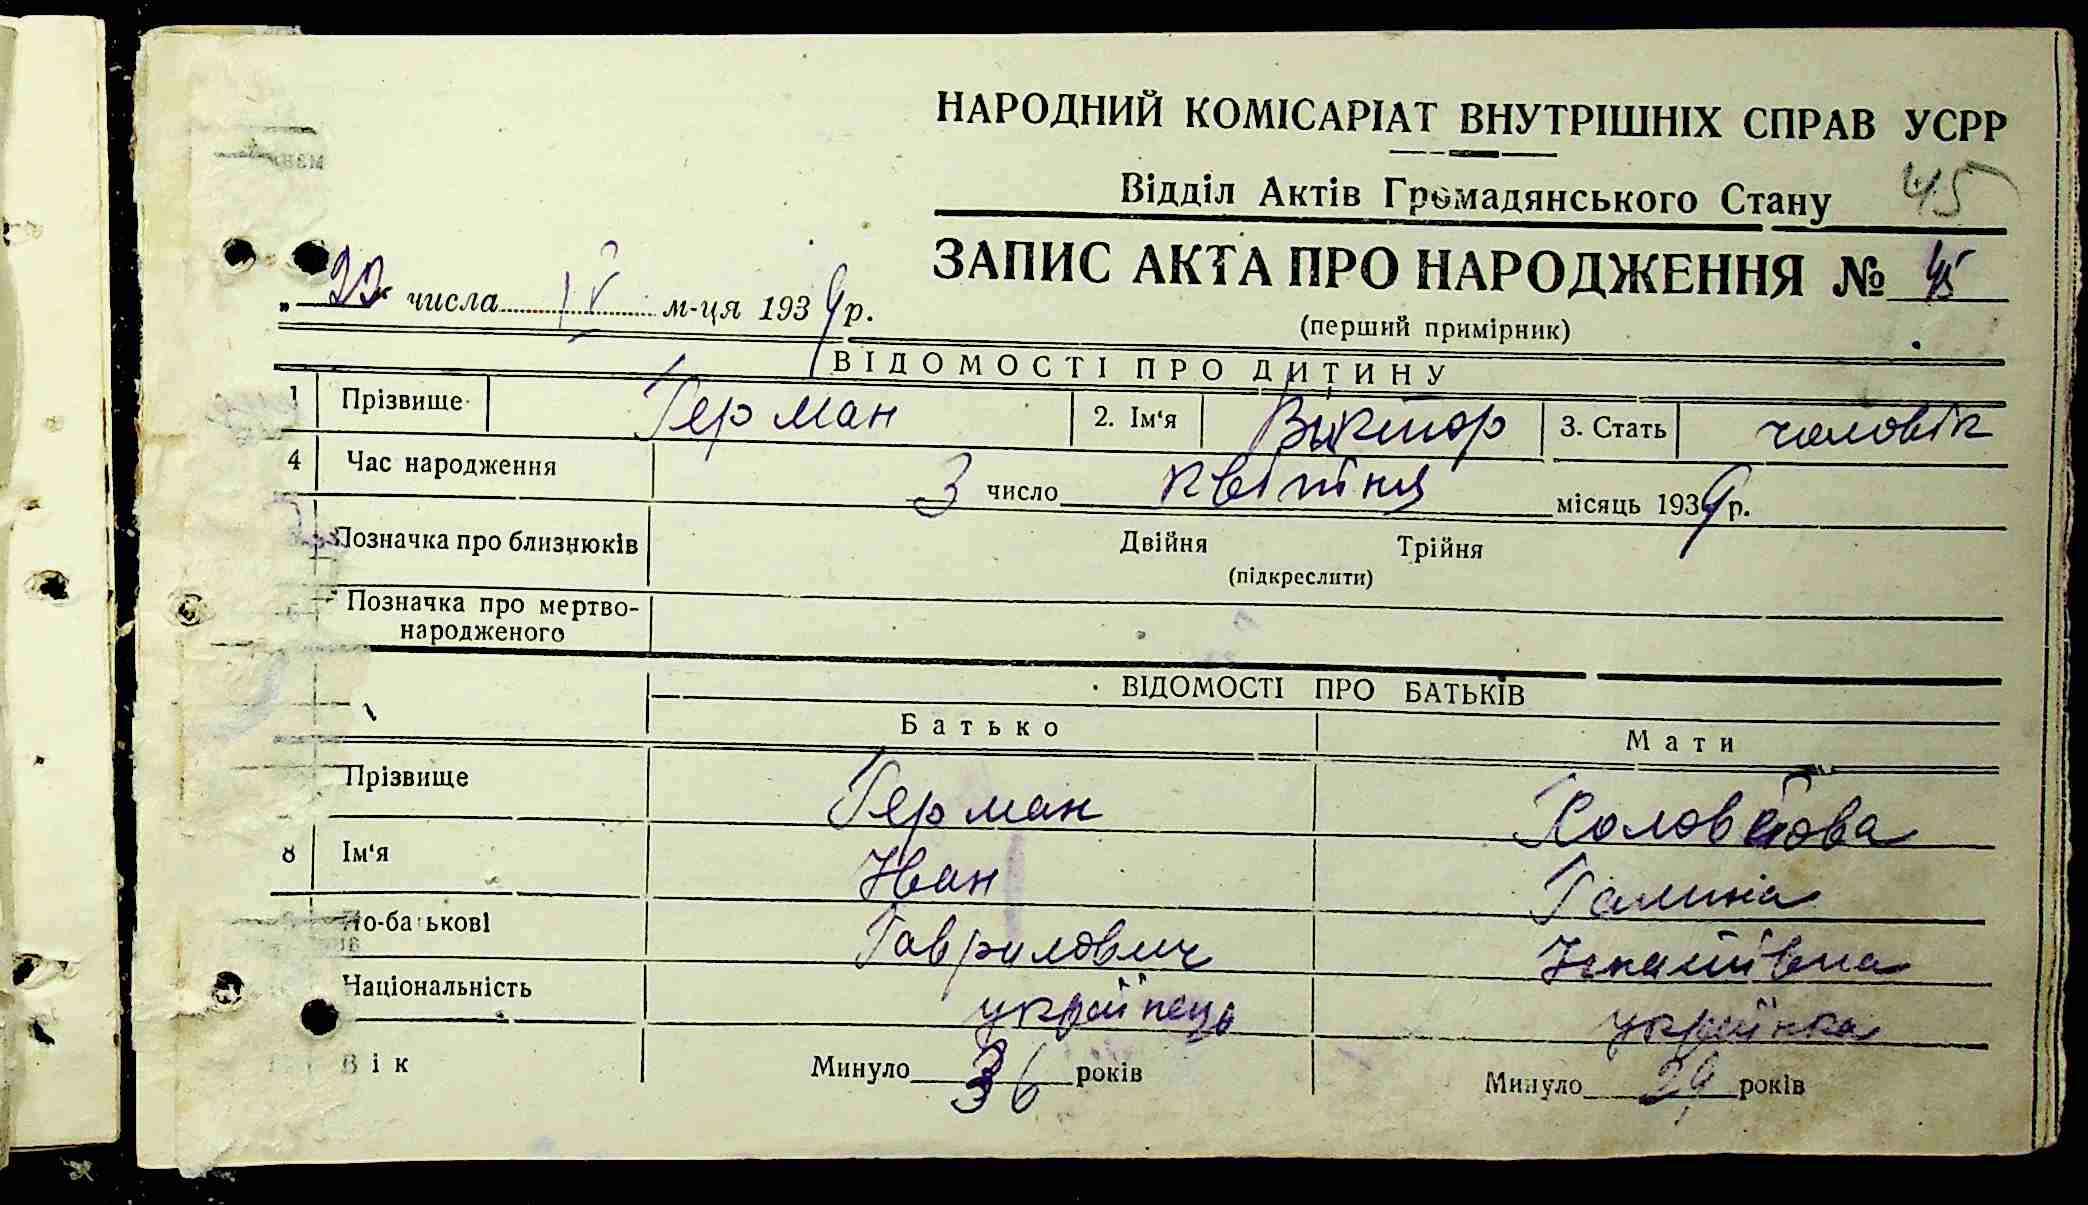 НАРОДНИЙ КОМІСАРІАТ ВНУТРІШНІХ СПРАВ УСРР
Відділ Актів Громадянського Стану 45
ЗАПИС АКТА ПРО НАРОДЖЕННЯ № 45
числа IV м-ця 1939 р.
(перший примірник)
ВІДОМОСТІ ПРО ДИТИНУ
1 Прізвище Герман 2. Ім'я Віктор 3. Стать чоловік
4 Час народження 3 число квітня місяць 1939 р.
Позначка про близнюків Двійня Трійня
(підкреслити)
Позначка про мертво-
народженого
ВІДОМОСТІ ПРО БАТЬКІВ
Батько Мати
Прізвище Герман
8 Ім'я Іван Галина
По-батькові Гаврилович
Національність українець українка
Вік Минуло 36 років Минуло 29 років